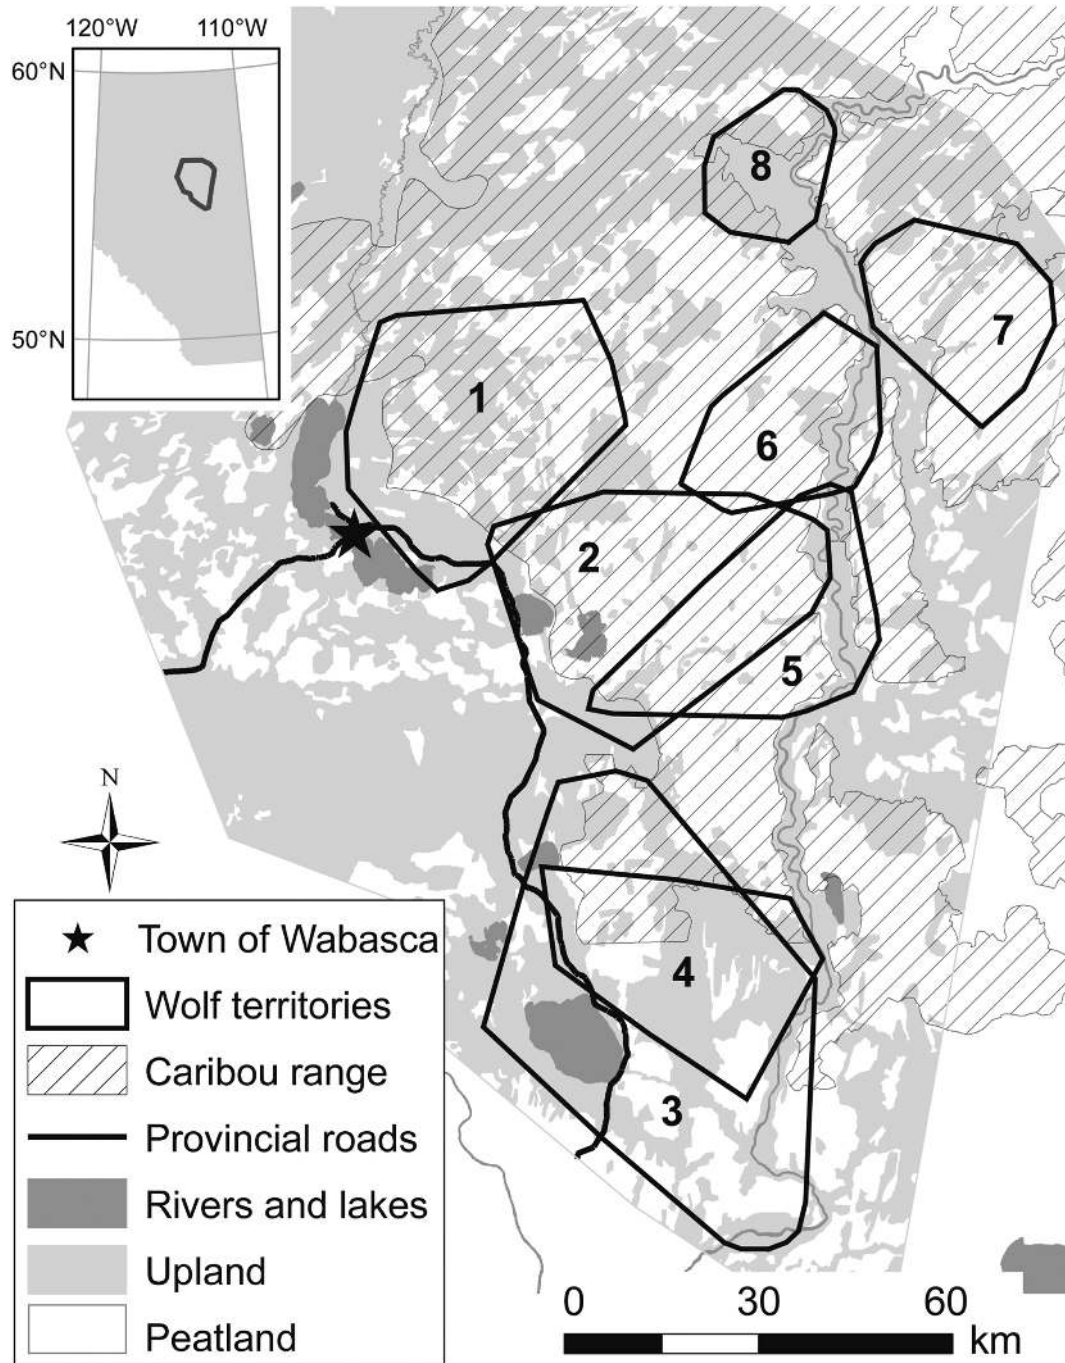 120°W 110°W
60°N
50°N
8
7
1
6
2
5
4
3
N
Town of Wabasca
Wolf territories
Caribou range
Provincial roads
Rivers and lakes
Upland
Peatland
0 30 60
km